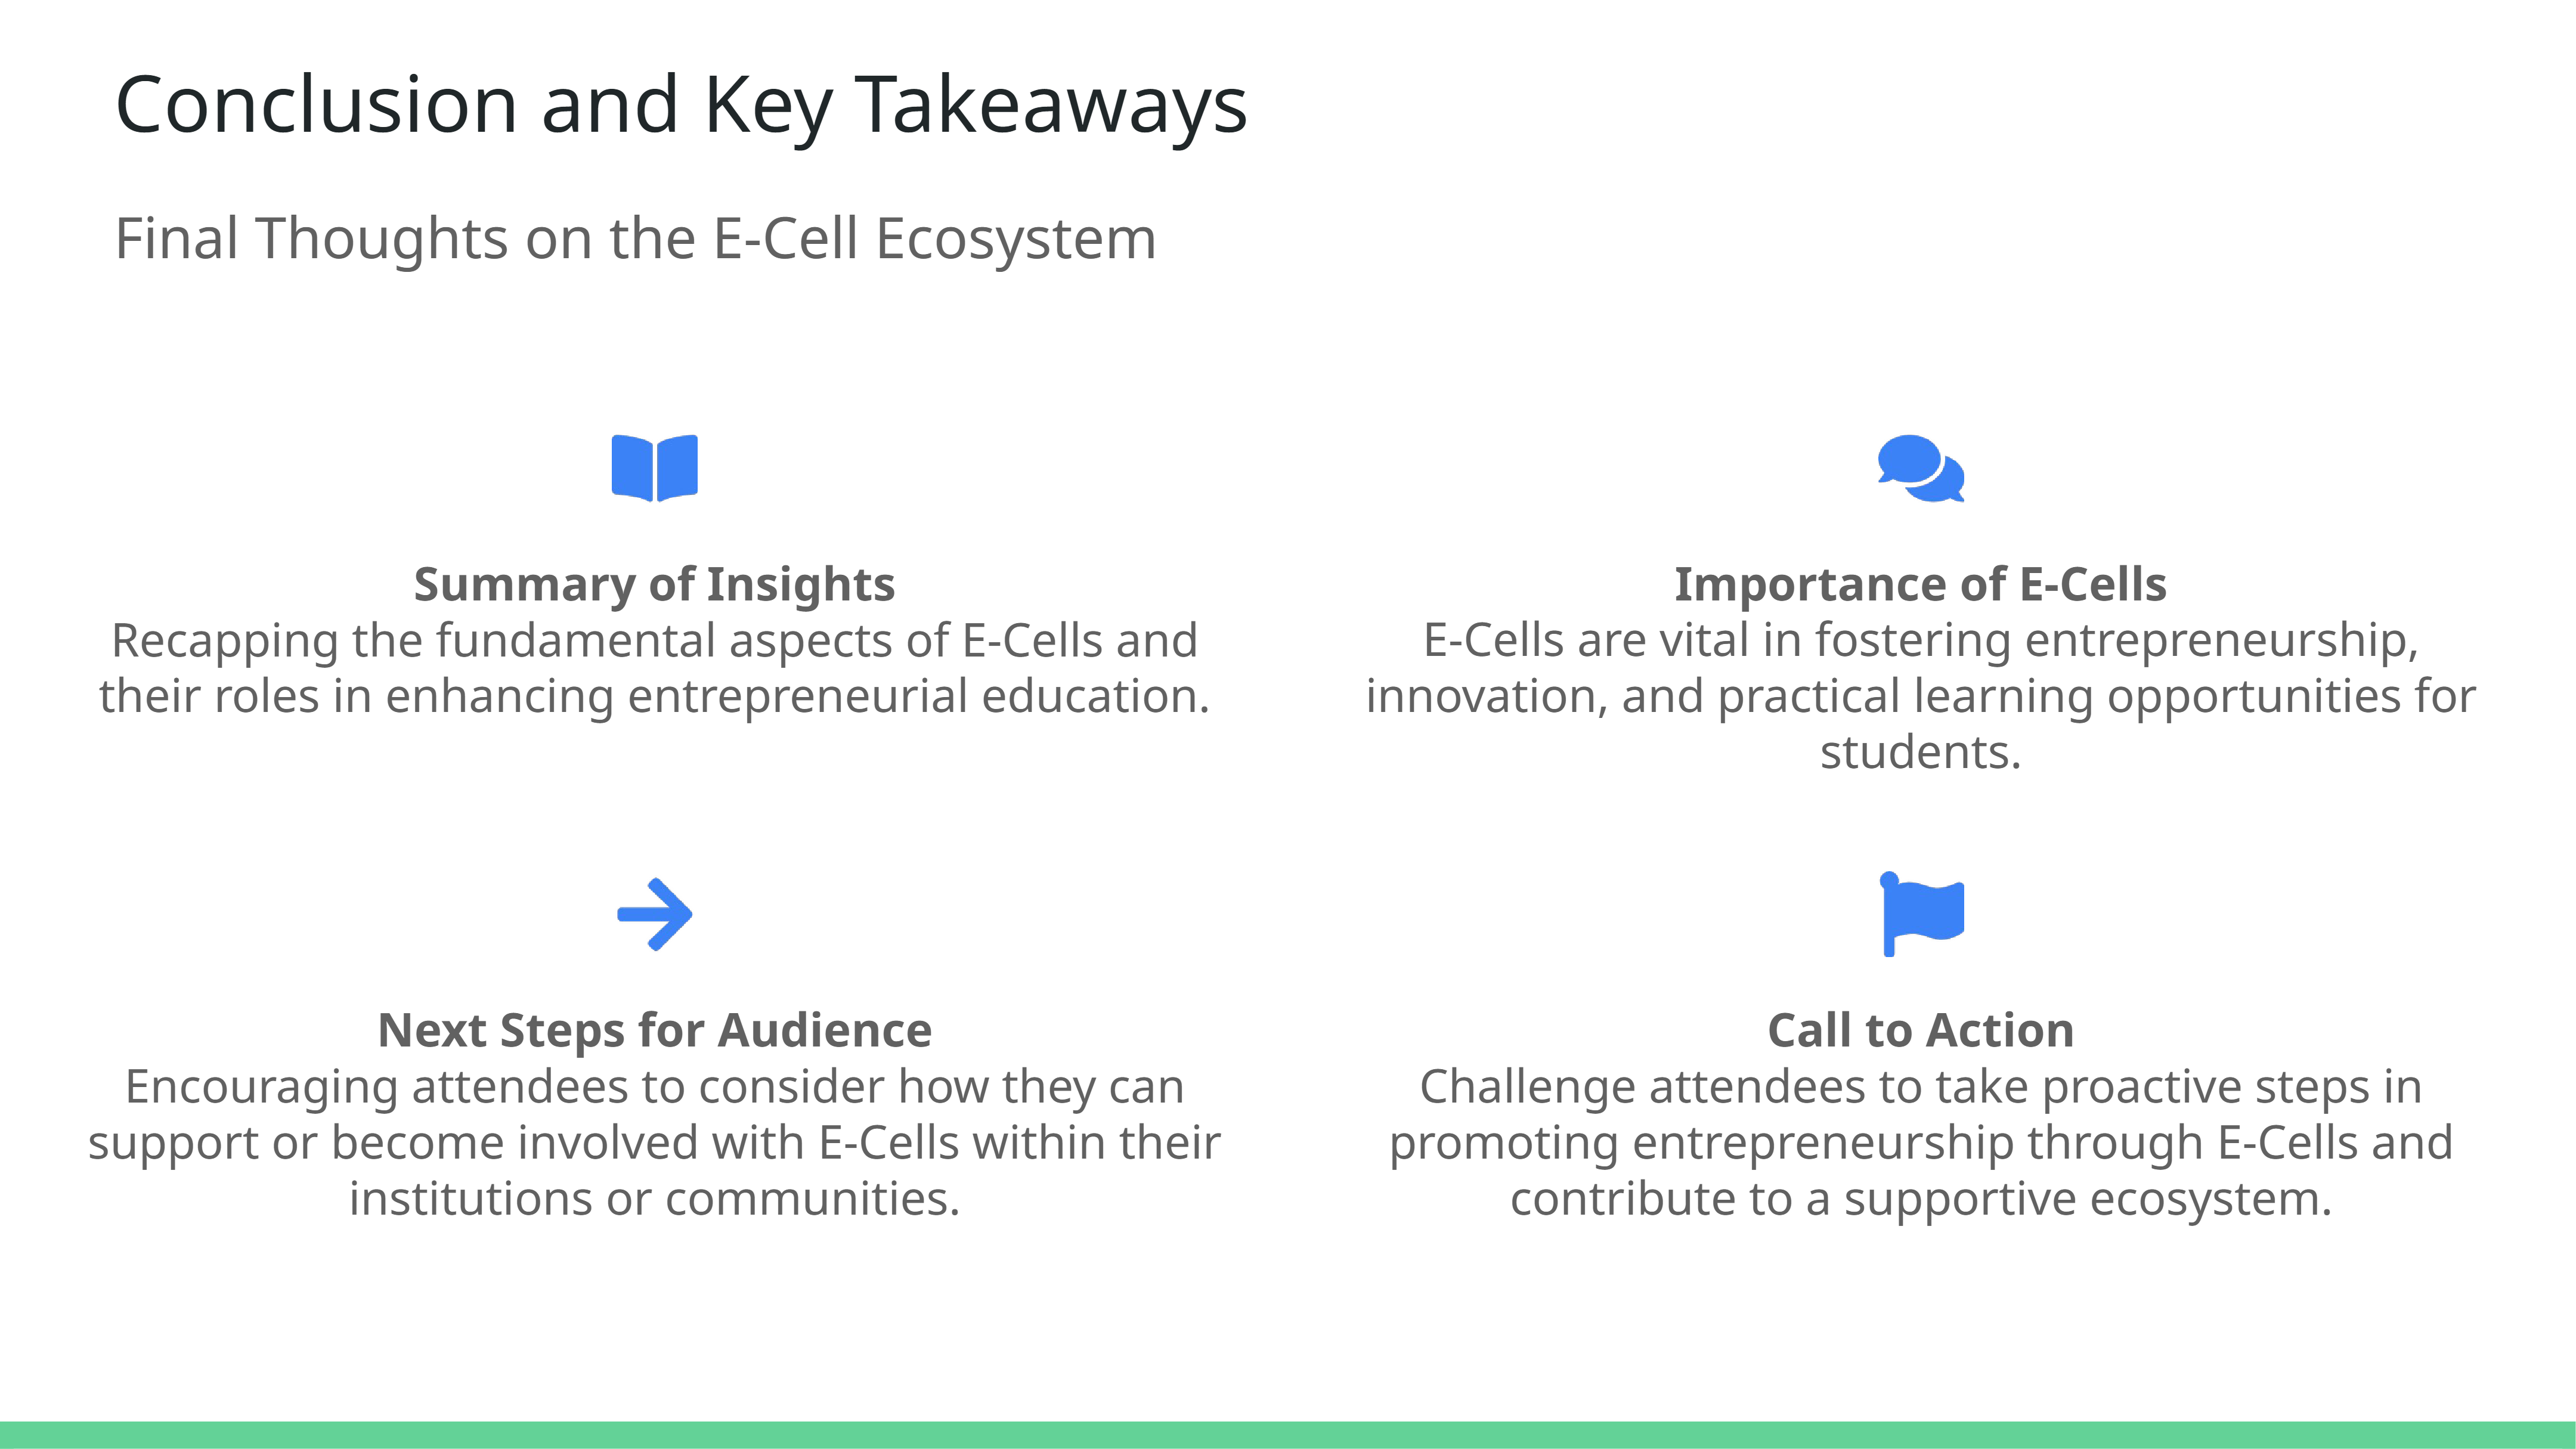 Conclusion and Key Takeaways
Final Thoughts on the E-Cell Ecosystem
Summary of Insights
Recapping the fundamental aspects of E-Cells and
their roles in enhancing entrepreneurial education.
Importance of E-Cells
E-Cells are vital in fostering entrepreneurship,
innovation, and practical learning opportunities for
students.
Next Steps for Audience
Encouraging attendees to consider how they can
support or become involved with E-Cells within their
institutions or communities.
Call to Action
Challenge attendees to take proactive steps in
promoting entrepreneurship through E-Cells and
contribute to a supportive ecosystem.